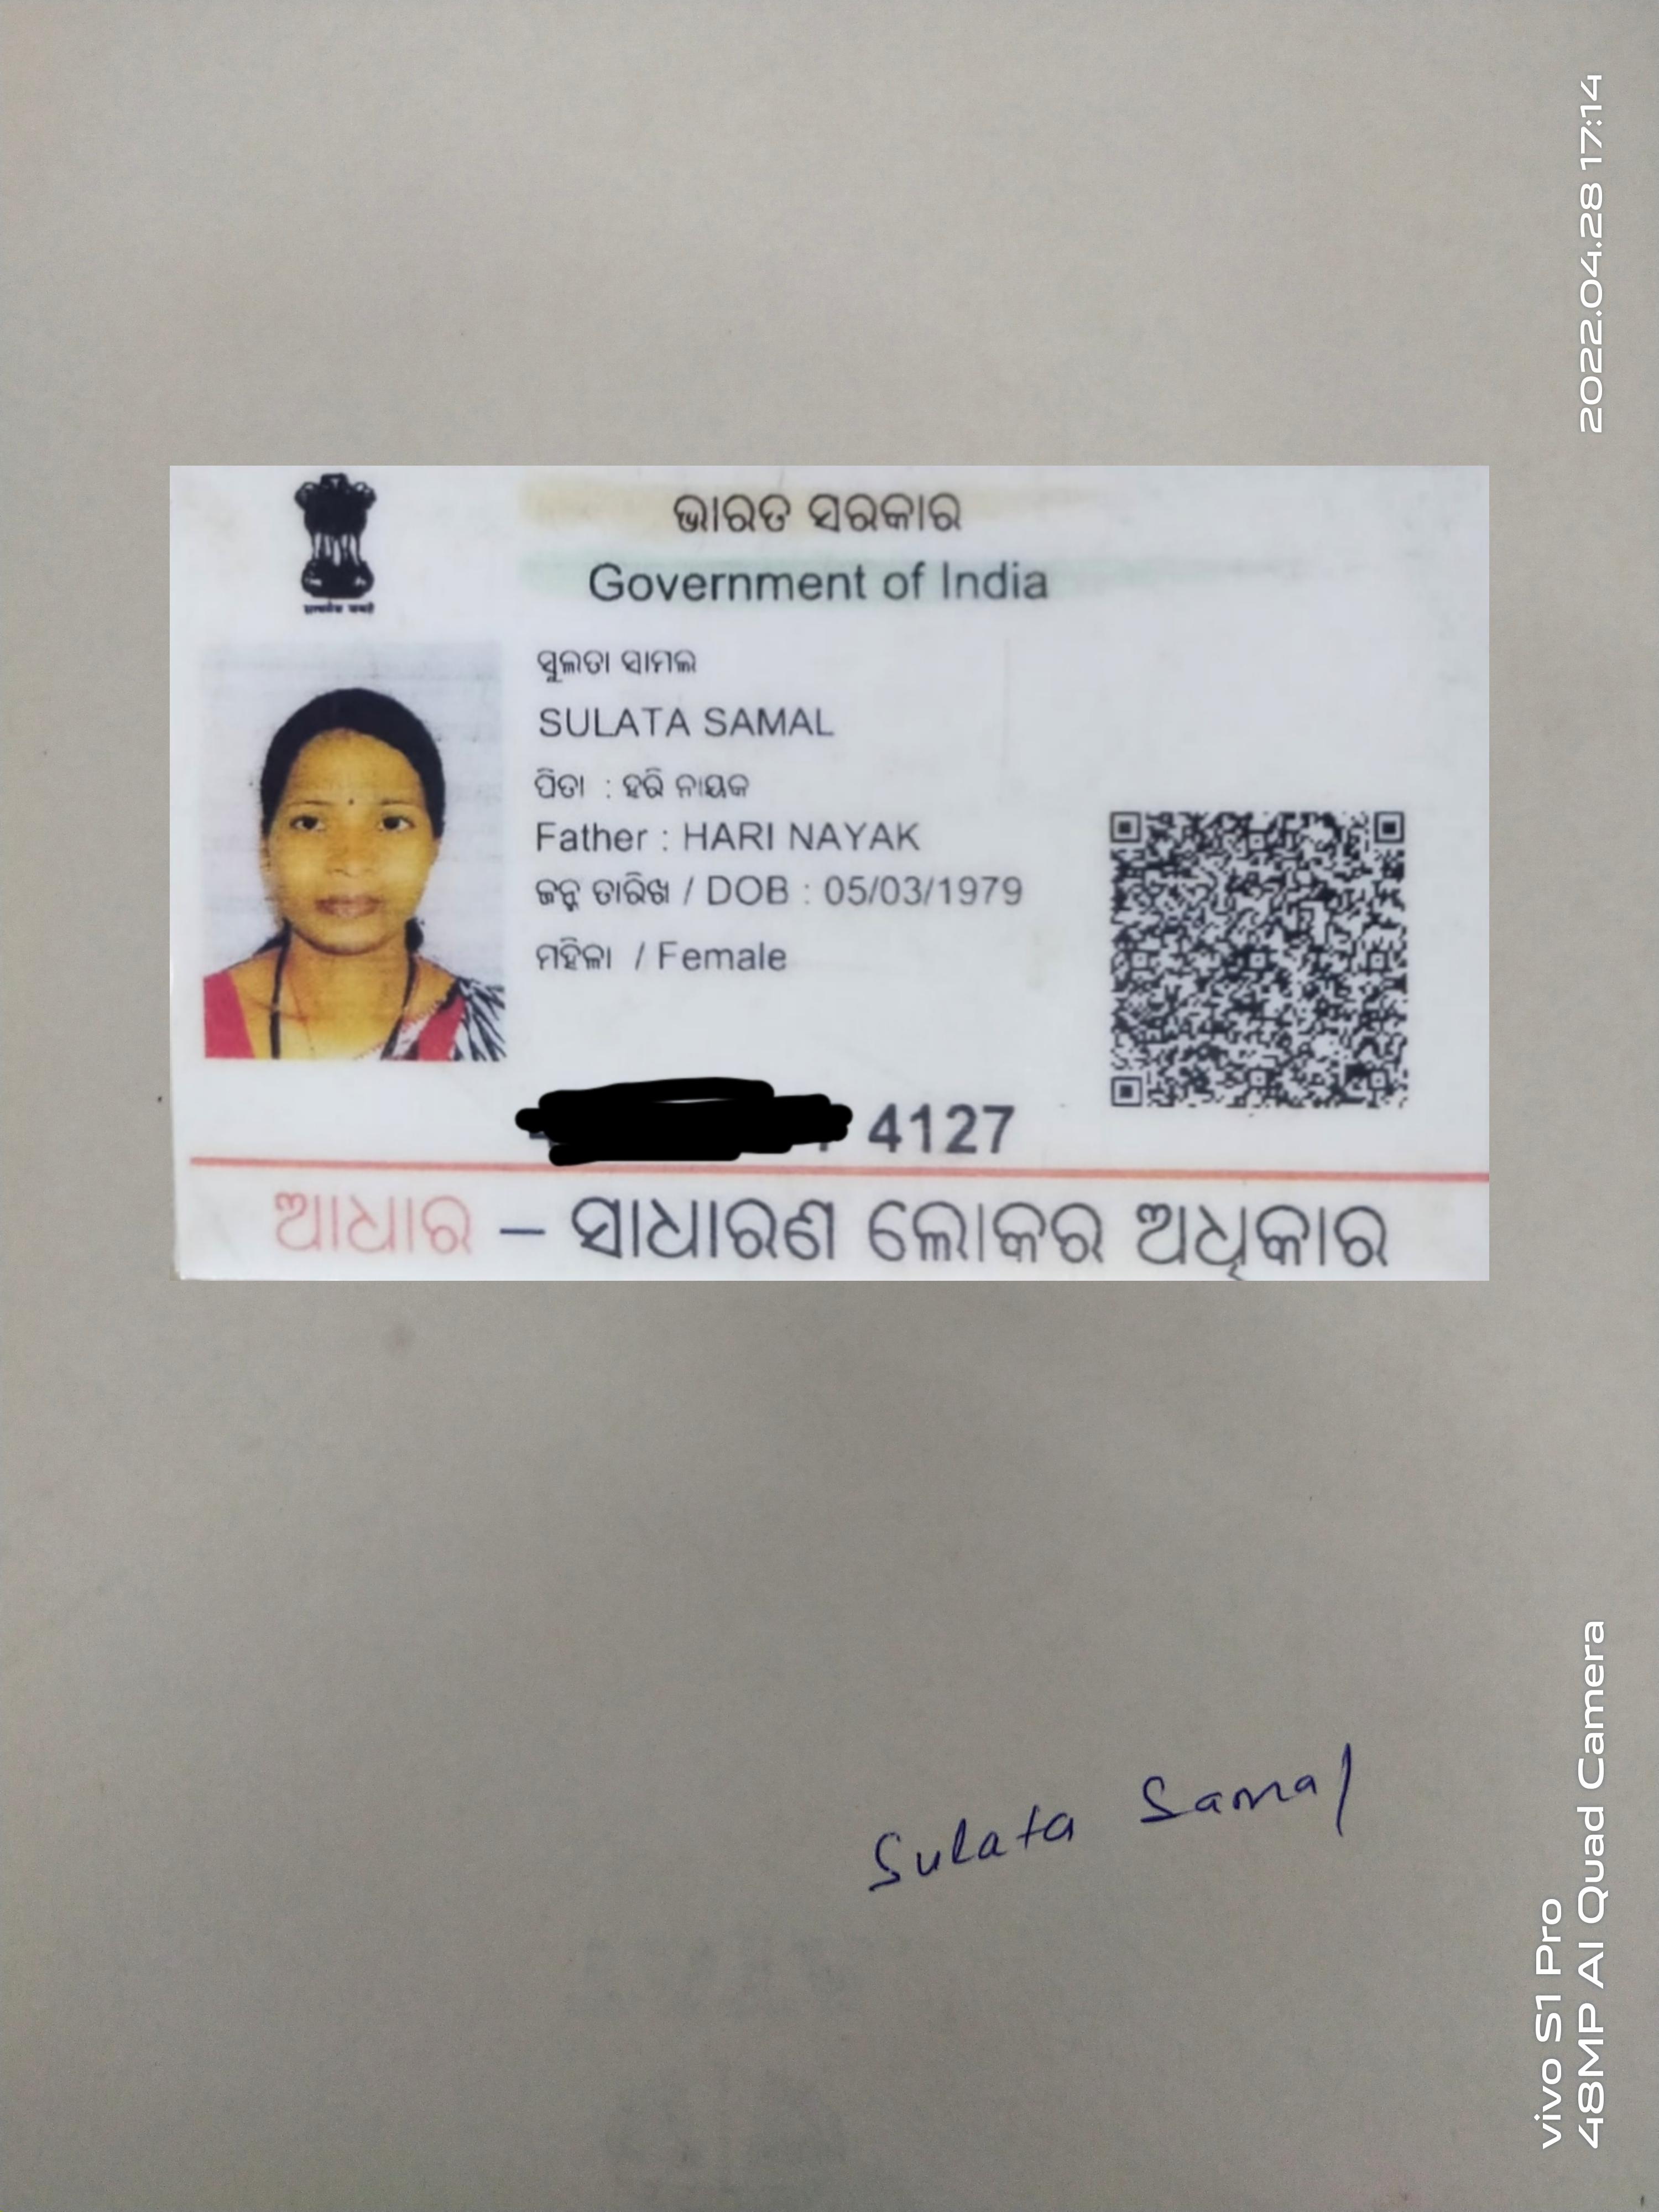 ଭାରତ ସରକାର
Government of India
ସୁଲତା ସାମଲ
SULATA SAMAL
ପିତା : ହରି ନାୟକ
Father : HARI NAYAK
ଜନ୍ମ ତାରିଖ / DOB : 05/03/1979
ମହିଳା / Female
4127
ଆଧାର – ସାଧାରଣ ଲୋକର ଅଧିକାର
Sulata Samal
2022.04.28 17:14
vivo S1 Pro
48MP AI Quad Camera